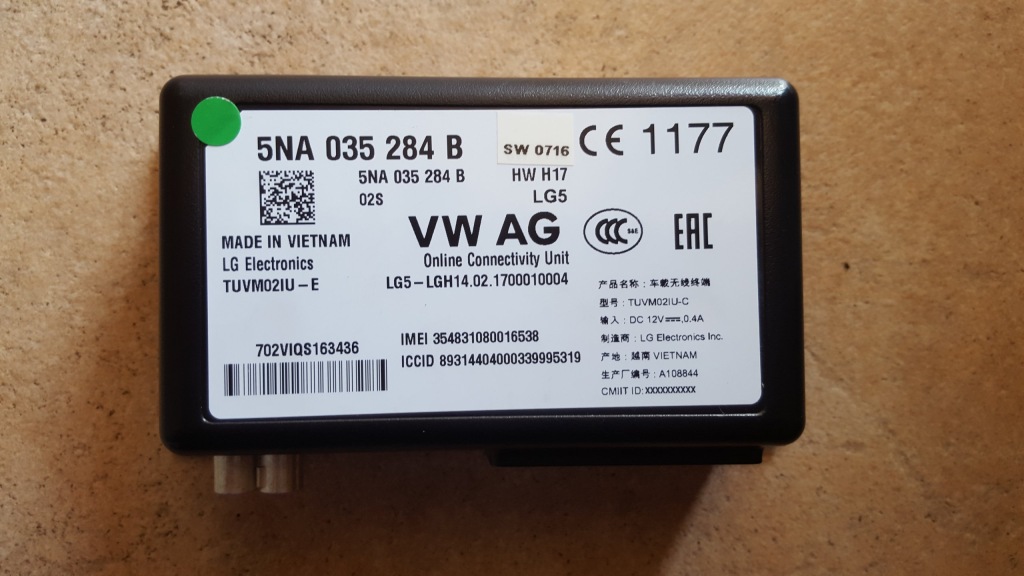 5NA 035 284 B
SW 0716
CE 1177
5NA 035 284 B
HW H17
02S
LG5
VW AG
CCC S&E
EAC
MADE IN VIETNAM
Online Connectivity Unit
LG Electronics
TUVM02IU-E
LG5-LGH14.02.1700010004
产品名称：车载无线终端
型号：TUVM02IU-C
输入：DC 12V⎓,0.4A
制造商：LG Electronics Inc.
产地：越南 VIETNAM
生产厂编号：A108844
CMIIT ID: XXXXXXXXXX
IMEI 354831080016538
ICCID 89314404000339995319
702VIQS163436